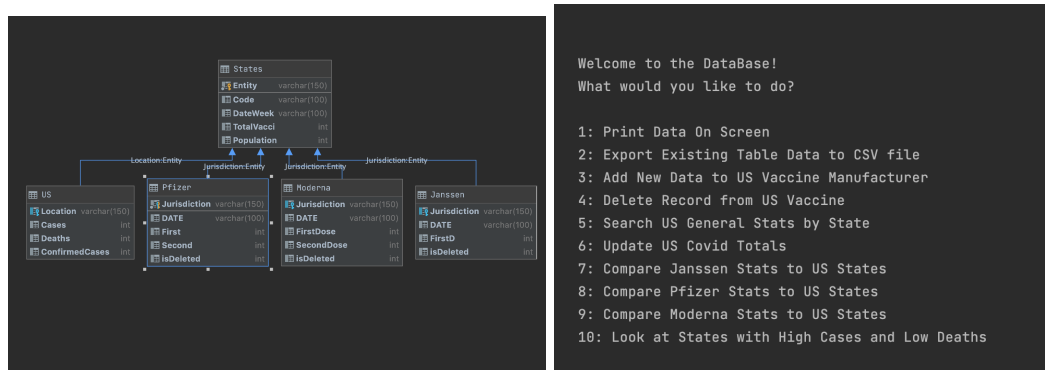 States
Entity varchar(150)
Code varchar(100)
DateWeek varchar(100)
TotalVacci int
Population int
Location:Entity
Jurisdiction:Entity
Jurisdiction:Entity
Jurisdiction:Entity
US
Location varchar(150)
Cases int
Deaths int
ConfirmedCases int
Pfizer
Jurisdiction varchar(150)
DATE varchar(100)
First int
Second int
isDeleted int
Moderna
Jurisdiction varchar(150)
DATE varchar(100)
FirstDose int
SecondDose int
isDeleted int
Janssen
Jurisdiction varchar(150)
DATE varchar(100)
FirstD int
isDeleted int
Welcome to the DataBase!
What would you like to do?
1: Print Data On Screen
2: Export Existing Table Data to CSV file
3: Add New Data to US Vaccine Manufacturer
4: Delete Record from US Vaccine
5: Search US General Stats by State
6: Update US Covid Totals
7: Compare Janssen Stats to US States
8: Compare Pfizer Stats to US States
9: Compare Moderna Stats to US States
10: Look at States with High Cases and Low Deaths